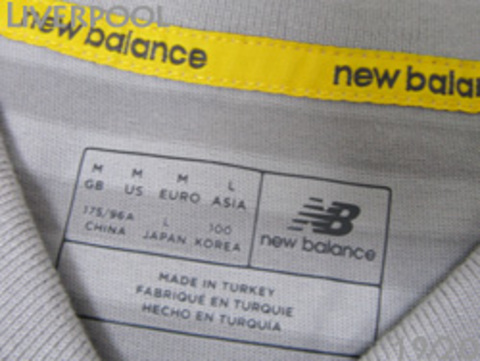 LIVERPOOL
new balance
new balan
M M M L
GB US EURO ASIA
175/96A L 100
CHINA JAPAN KOREA
new balance
MADE IN TURKEY
FABRIQUÉ EN TURQUIE
HECHO EN TURQUÍA